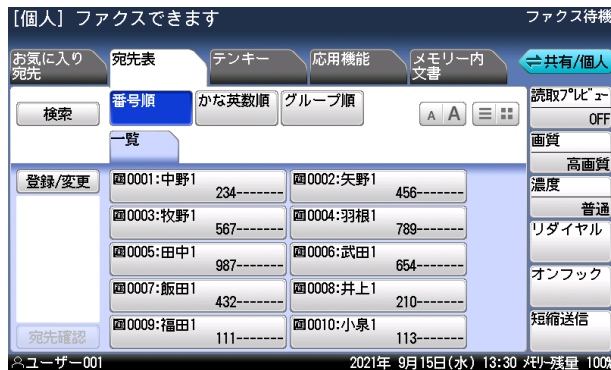 [個人] ファクスできます
ファクス待機
お気に入り
宛先
宛先表
テンキー
応用機能
メモリー内
文書
⇌共有/個人
検索
番号順
かな英数順
グループ順
A A
読取プレビュー
OFF
一覧
画質
高画質
登録/変更
0001:中野1
234-------
0002:矢野1
456-------
濃度
普通
0003:牧野1
567-------
0004:羽根1
789-------
リダイヤル
0005:田中1
987-------
0006:武田1
654-------
オンフック
0007:飯田1
432-------
0008:井上1
210-------
0009:福田1
111-------
0010:小泉1
113-------
短縮送信
宛先確認
ユーザー001
2021年 9月15日(水) 13:30 メモリー残量 100%